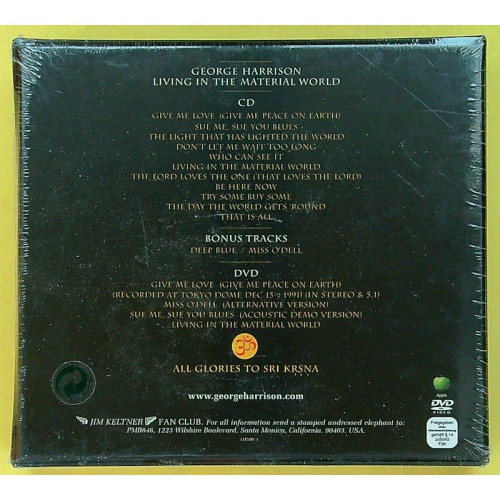 GEORGE HARRISON
LIVING IN THE MATERIAL WORLD
CD
GIVE ME LOVE (GIVE ME PEACE ON EARTH)
SUE ME, SUE YOU BLUES
THE LIGHT THAT HAS LIGHTED THE WORLD
DON'T LET ME WAIT TOO LONG
WHO CAN SEE IT
LIVING IN THE MATERIAL WORLD
THE LORD LOVES THE ONE (THAT LOVES THE LORD)
BE HERE NOW
TRY SOME BUY SOME
THE DAY THE WORLD GETS 'ROUND
THAT IS ALL
BONUS TRACKS
DEEP BLUE / MISS O'DELL
DVD
GIVE ME LOVE (GIVE ME PEACE ON EARTH)
(RECORDED AT TOKYO DOME DEC 15TH 1991) (IN STEREO & 5.1)
MISS O'DELL (ALTERNATIVE VERSION)
SUE ME, SUE YOU BLUES (ACOUSTIC DEMO VERSION)
LIVING IN THE MATERIAL WORLD
ॐ
ALL GLORIES TO SRI KṚṢṆA
www.georgeharrison.com
Apple
DVD
VIDEO
JIM KELTNER FAN CLUB. For all information send a stamped undressed elephant to:
PMB846, 1223 Wilshire Boulevard, Santa Monica, California. 90403. USA.
Freigegeben
gemäß § 14
JuSchG
FSK